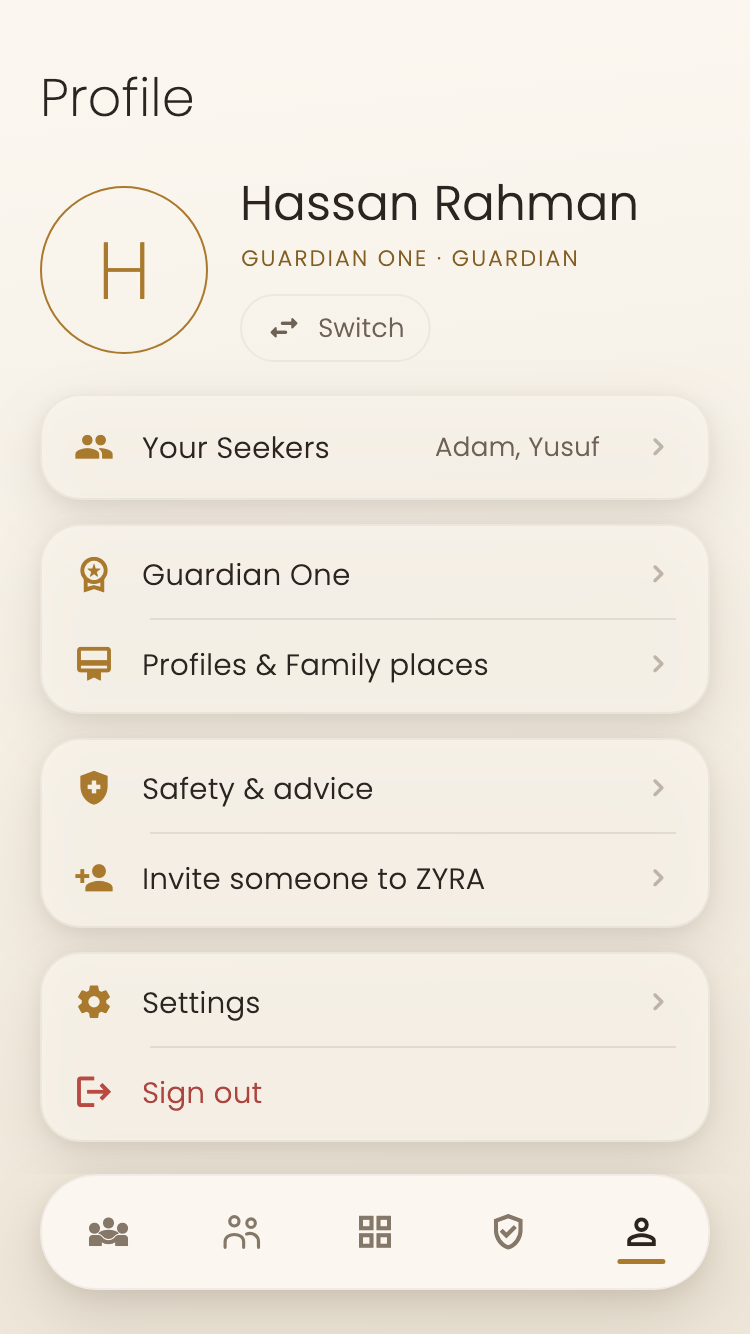 Profile
H
Hassan Rahman
GUARDIAN ONE · GUARDIAN
Switch
Your Seekers Adam, Yusuf
Guardian One
Profiles & Family places
Safety & advice
Invite someone to ZYRA
Settings
Sign out